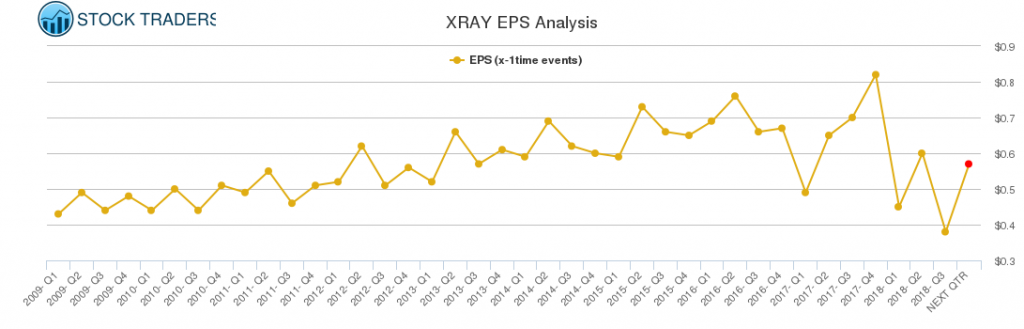 STOCK TRADERS
XRAY EPS Analysis
EPS (x-1time events)
$0.9
$0.8
$0.7
$0.6
$0.5
$0.4
$0.3
2009-Q1
2009-Q2
2009-Q3
2009-Q4
2010-Q1
2010-Q2
2010-Q3
2010-Q4
2011-Q1
2011-Q2
2011-Q3
2011-Q4
2012-Q1
2012-Q2
2012-Q3
2012-Q4
2013-Q1
2013-Q2
2013-Q3
2013-Q4
2014-Q1
2014-Q2
2014-Q3
2014-Q4
2015-Q1
2015-Q2
2015-Q3
2015-Q4
2016-Q1
2016-Q2
2016-Q3
2016-Q4
2017-Q1
2017-Q2
2017-Q3
2017-Q4
2018-Q1
2018-Q2
2018-Q3
NEXT QTR